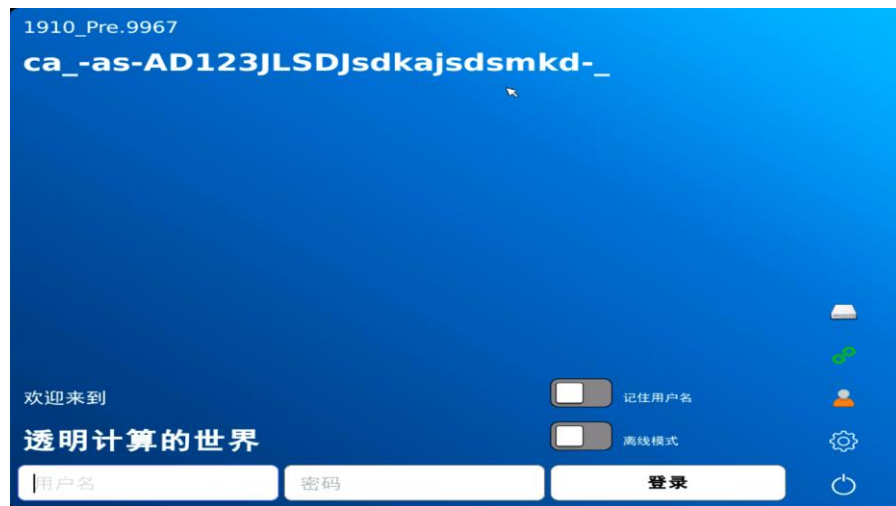 1910_Pre.9967
ca_-as-AD123JLSDJsdkajsdsmkd-_
欢迎来到
记住用户名
透明计算的世界
离线模式
用户名
密码
登录